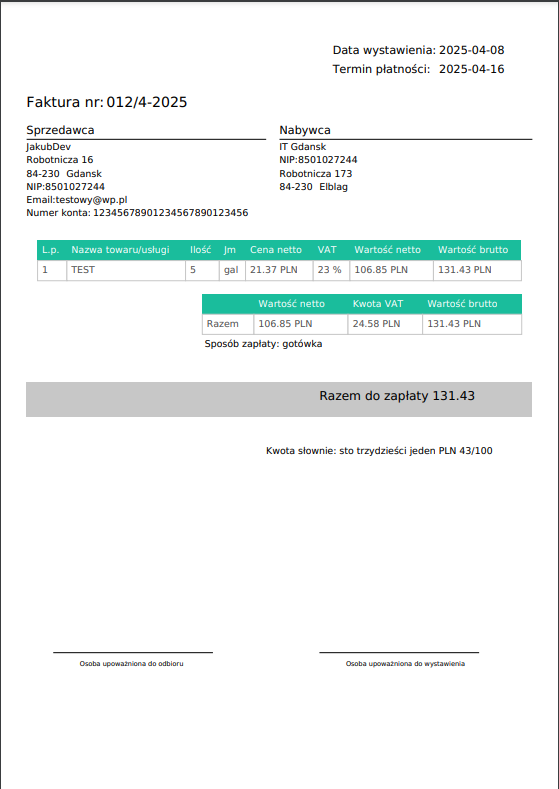 Data wystawienia: 2025-04-08
Termin płatności: 2025-04-16
Faktura nr: 012/4-2025
Sprzedawca
JakubDev
Robotnicza 16
84-230 Gdansk
NIP:8501027244
Email:testowy@wp.pl
Numer konta: 12345678901234567890123456
Nabywca
IT Gdansk
NIP:8501027244
Robotnicza 173
84-230 Elblag
L.p. Nazwa towaru/usługi Ilość Jm Cena netto VAT Wartość netto Wartość brutto
1 TEST 5 gal 21.37 PLN 23 % 106.85 PLN 131.43 PLN
Wartość netto Kwota VAT Wartość brutto
Razem 106.85 PLN 24.58 PLN 131.43 PLN
Sposób zapłaty: gotówka
Razem do zapłaty 131.43
Kwota słownie: sto trzydzieści jeden PLN 43/100
Osoba upoważniona do odbioru
Osoba upoważniona do wystawienia